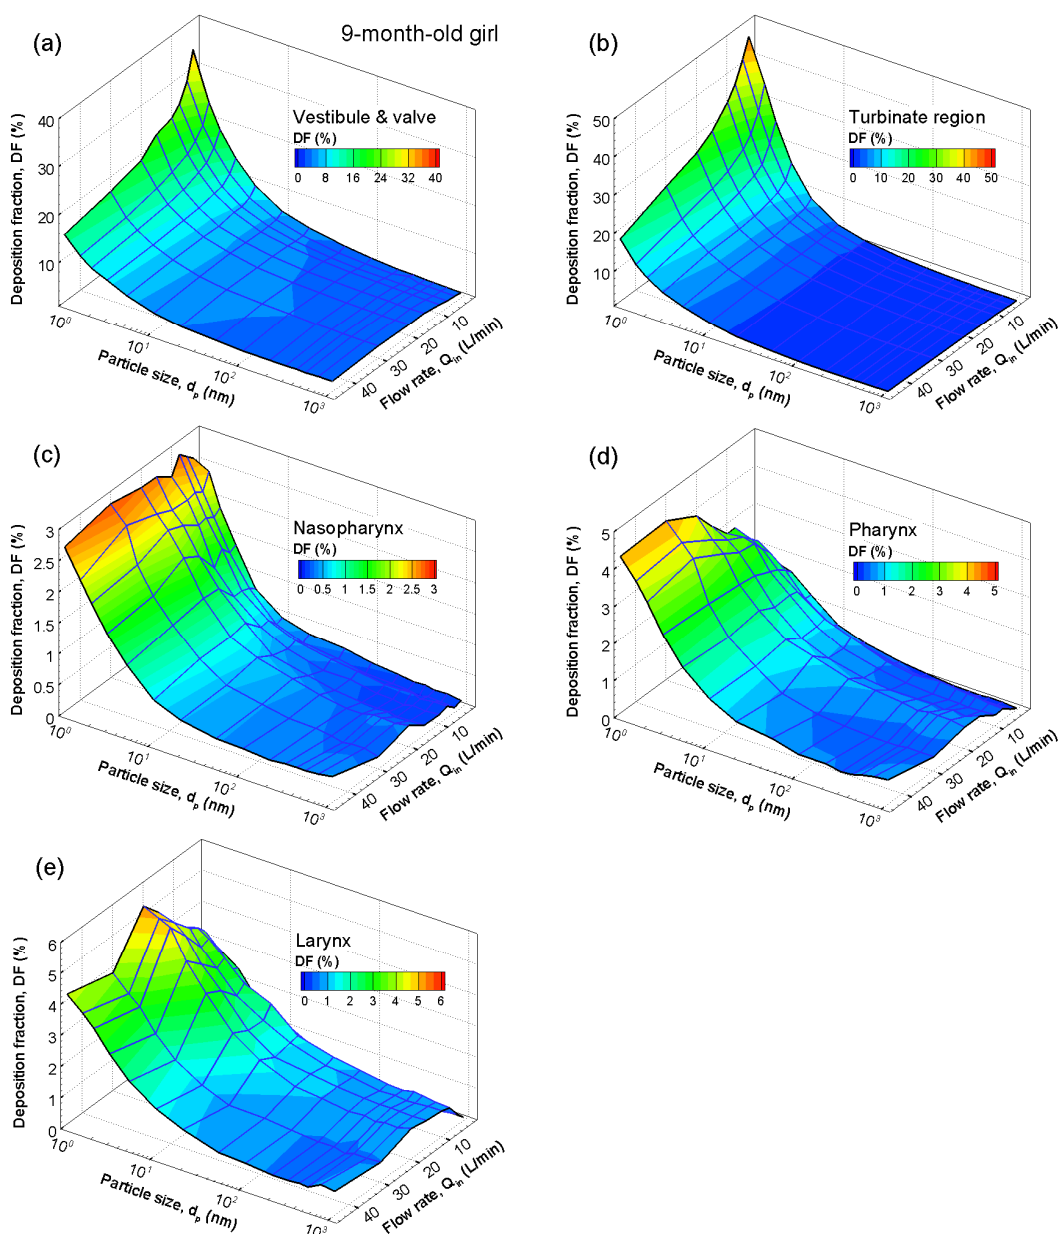 (a)
9-month-old girl
Vestibule & valve
DF (%)
0 8 16 24 32 40
Deposition fraction, DF (%)
40
30
20
10
10⁰
10¹
10²
10³
Particle size, dₚ (nm)
40
30
20
10
Flow rate, Qᵢₙ (L/min)
(b)
Turbinate region
DF (%)
0 10 20 30 40 50
Deposition fraction, DF (%)
50
40
30
20
10
10⁰
10¹
10²
10³
Particle size, dₚ (nm)
40
30
20
10
Flow rate, Qᵢₙ (L/min)
(c)
Nasopharynx
DF (%)
0 0.5 1 1.5 2 2.5 3
Deposition fraction, DF (%)
3
2.5
2
1.5
1
0.5
0
10⁰
10¹
10²
10³
Particle size, dₚ (nm)
40
30
20
10
Flow rate, Qᵢₙ (L/min)
(d)
Pharynx
DF (%)
0 1 2 3 4 5
Deposition fraction, DF (%)
5
4
3
2
1
0
10⁰
10¹
10²
10³
Particle size, dₚ (nm)
40
30
20
10
Flow rate, Qᵢₙ (L/min)
(e)
Larynx
DF (%)
0 1 2 3 4 5 6
Deposition fraction, DF (%)
6
5
4
3
2
1
0
10⁰
10¹
10²
10³
Particle size, dₚ (nm)
40
30
20
10
Flow rate, Qᵢₙ (L/min)